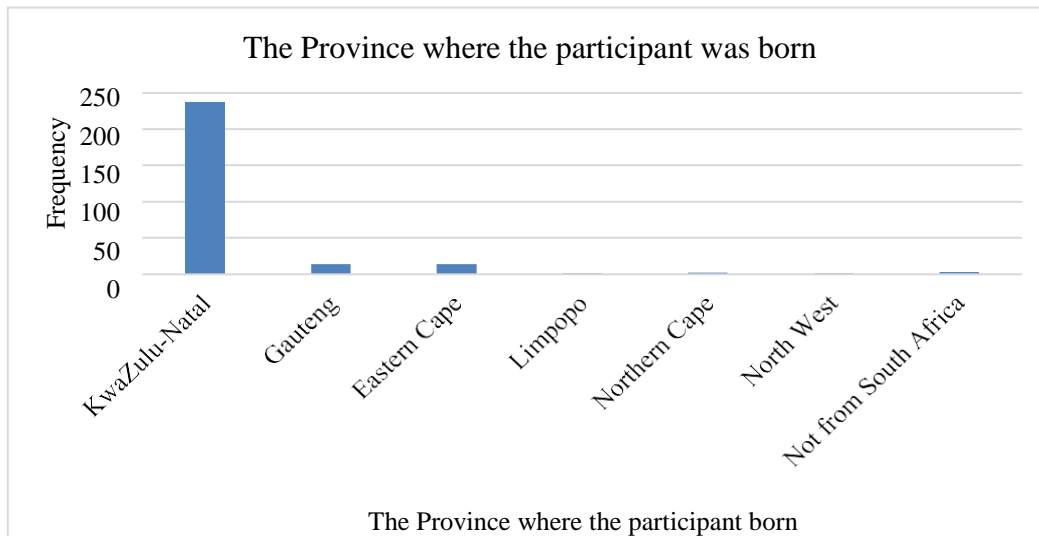 The Province where the participant was born
Frequency
250
200
150
100
50
0
KwaZulu-Natal
Gauteng
Eastern Cape
Limpopo
Northern Cape
North West
Not from South Africa
The Province where the participant born